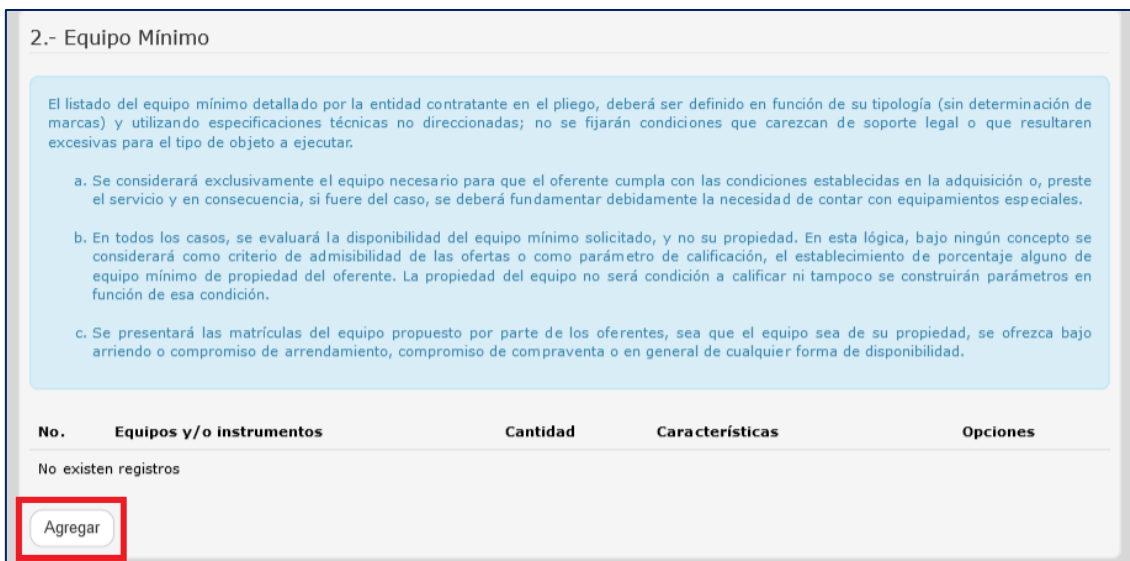 2.- Equipo Mínimo
El listado del equipo mínimo detallado por la entidad contratante en el pliego, deberá ser definido en función de su tipología (sin determinación de
marcas) y utilizando especificaciones técnicas no direccionadas; no se fijarán condiciones que carezcan de soporte legal o que resultaren
excesivas para el tipo de objeto a ejecutar.
a. Se considerará exclusivamente el equipo necesario para que el oferente cumpla con las condiciones establecidas en la adquisición o, preste
el servicio y en consecuencia, si fuere del caso, se deberá fundamentar debidamente la necesidad de contar con equipamientos especiales.
b. En todos los casos, se evaluará la disponibilidad del equipo mínimo solicitado, y no su propiedad. En esta lógica, bajo ningún concepto se
considerará como criterio de admisibilidad de las ofertas o como parámetro de calificación, el establecimiento de porcentaje alguno de
equipo mínimo de propiedad del oferente. La propiedad del equipo no será condición a calificar ni tampoco se construirán parámetros en
función de esa condición.
c. Se presentará las matrículas del equipo propuesto por parte de los oferentes, sea que el equipo sea de su propiedad, se ofrezca bajo
arriendo o compromiso de arrendamiento, compromiso de compraventa o en general de cualquier forma de disponibilidad.
No. Equipos y/o instrumentos Cantidad Características Opciones
No existen registros
Agregar